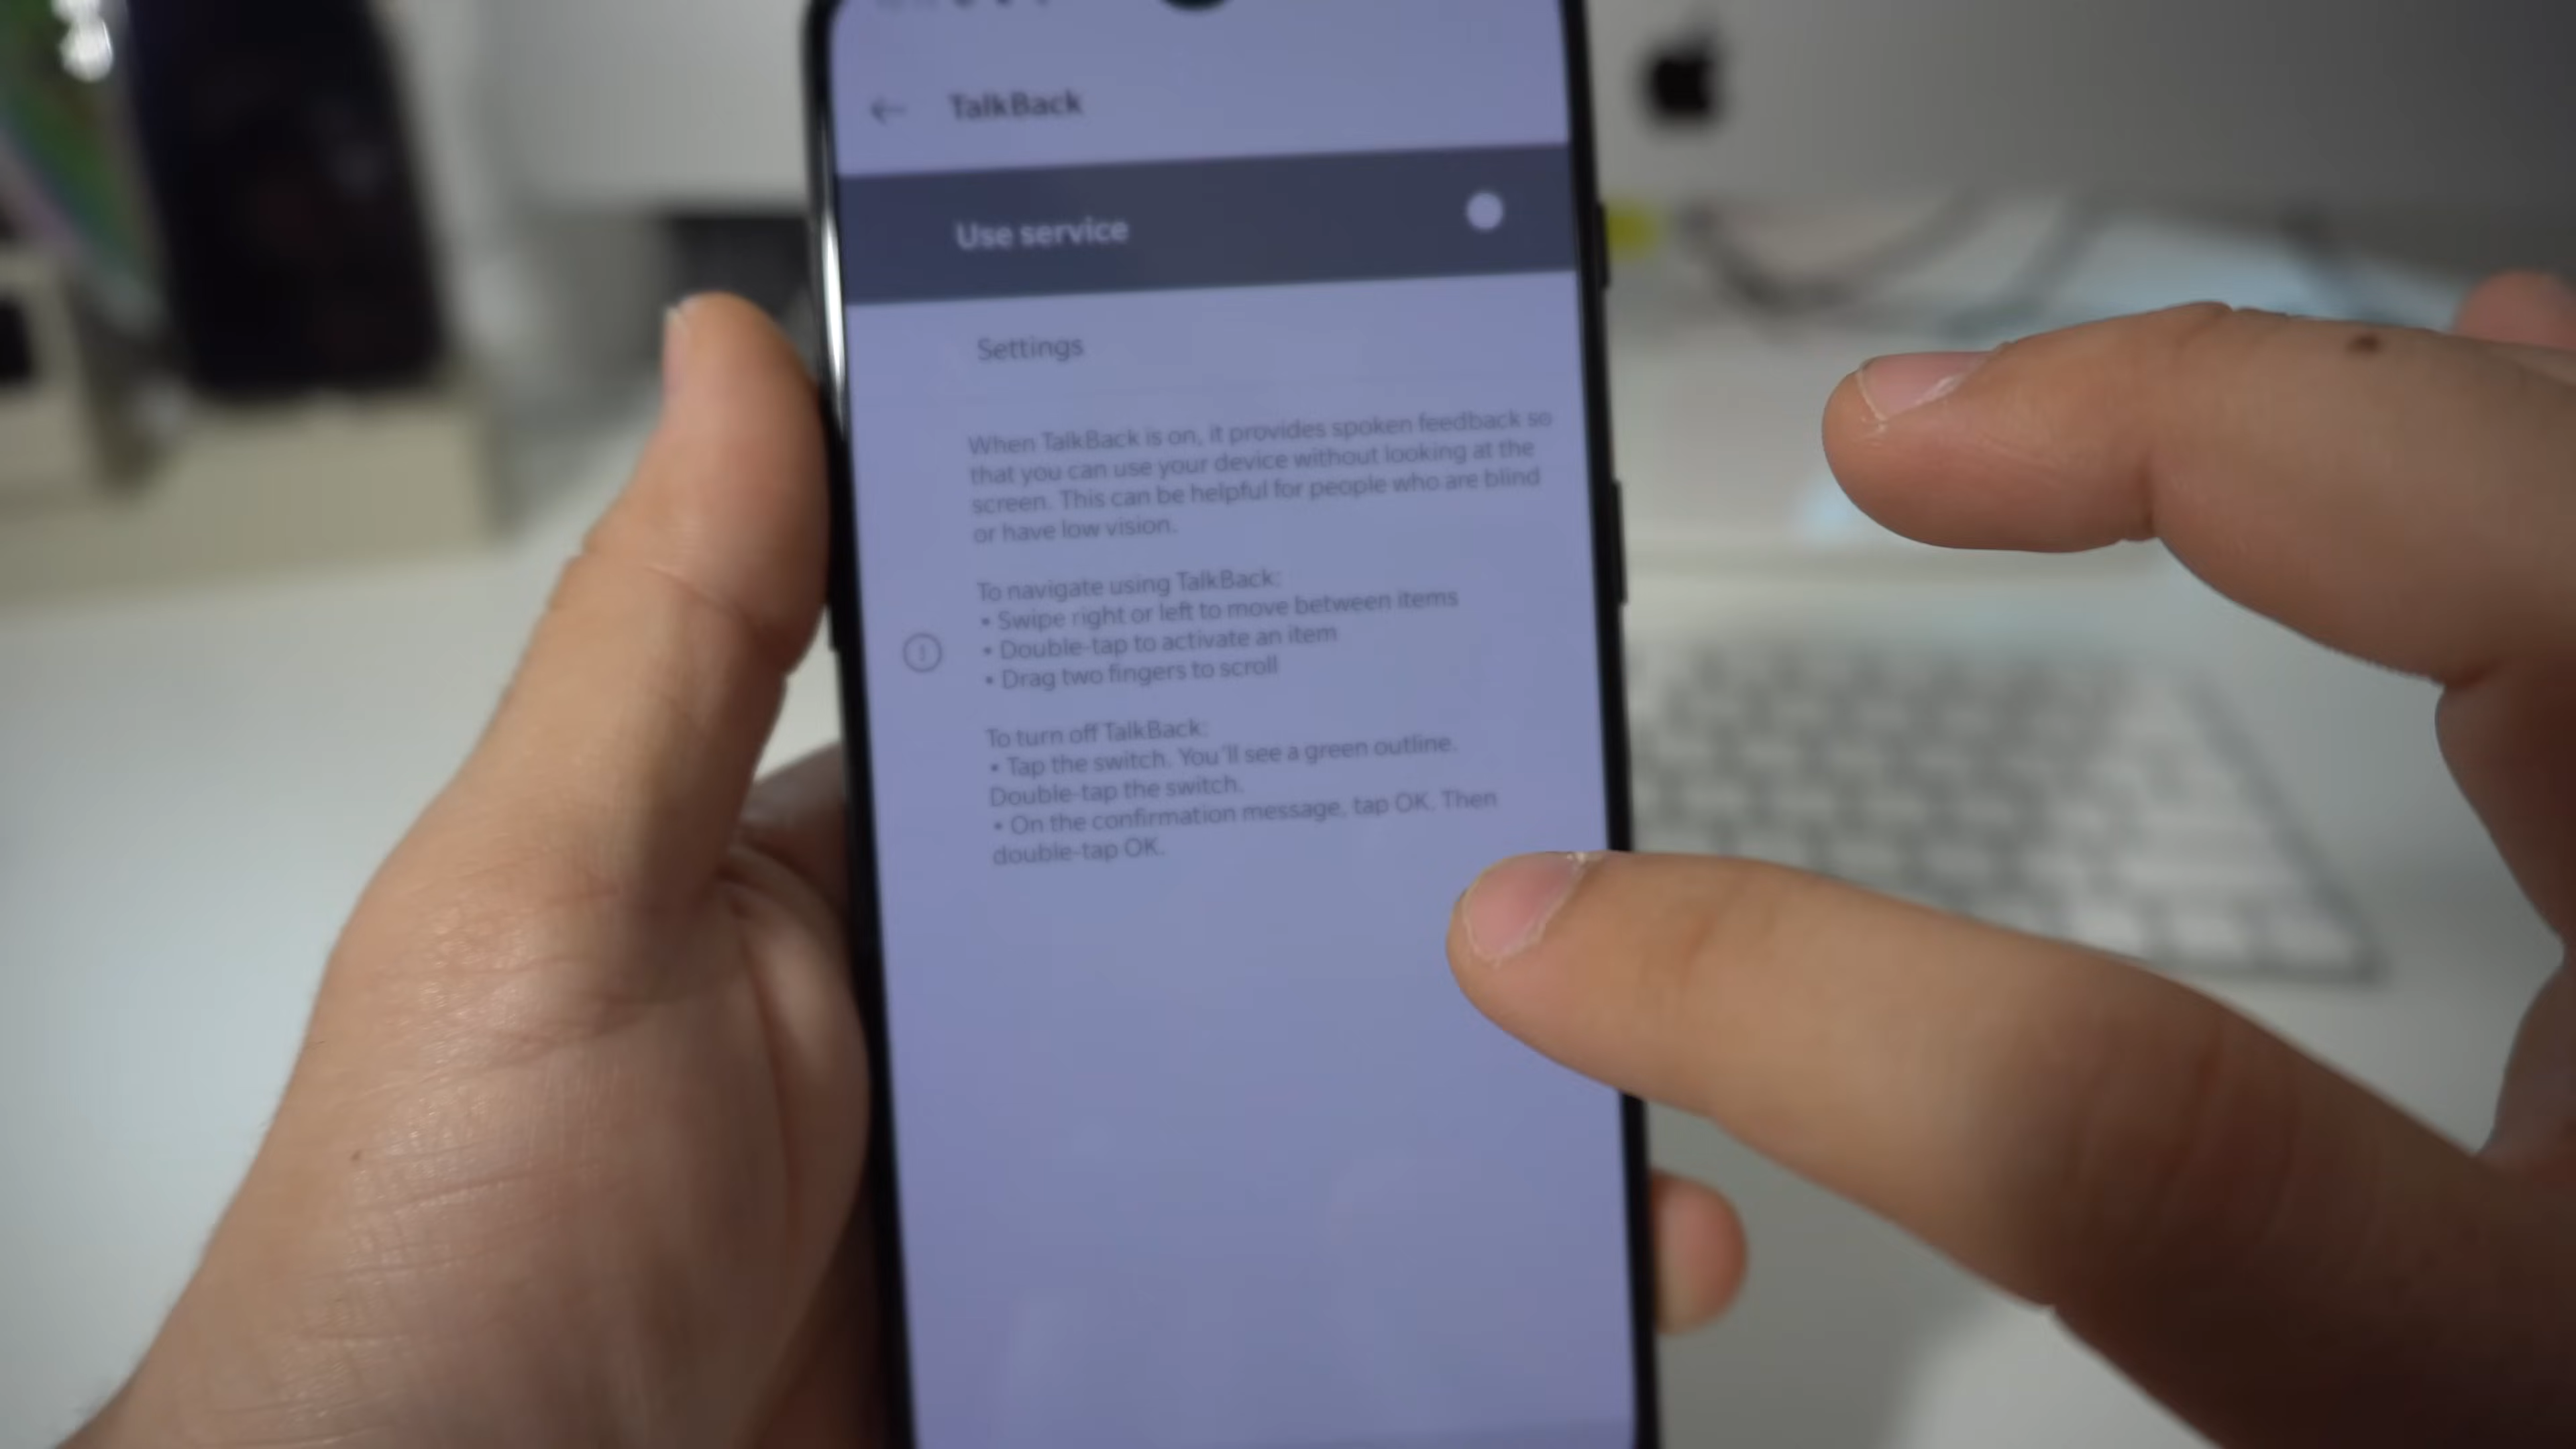 TalkBack
Use service
Settings
When TalkBack is on, it provides spoken feedback so
that you can use your device without looking at the
screen. This can be helpful for people who are blind
or have low vision.
To navigate using TalkBack:
• Swipe right or left to move between items
• Double-tap to activate an item
• Drag two fingers to scroll
To turn off TalkBack:
• Tap the switch. You'll see a green outline.
Double-tap the switch.
• On the confirmation message, tap OK. Then
double-tap OK.